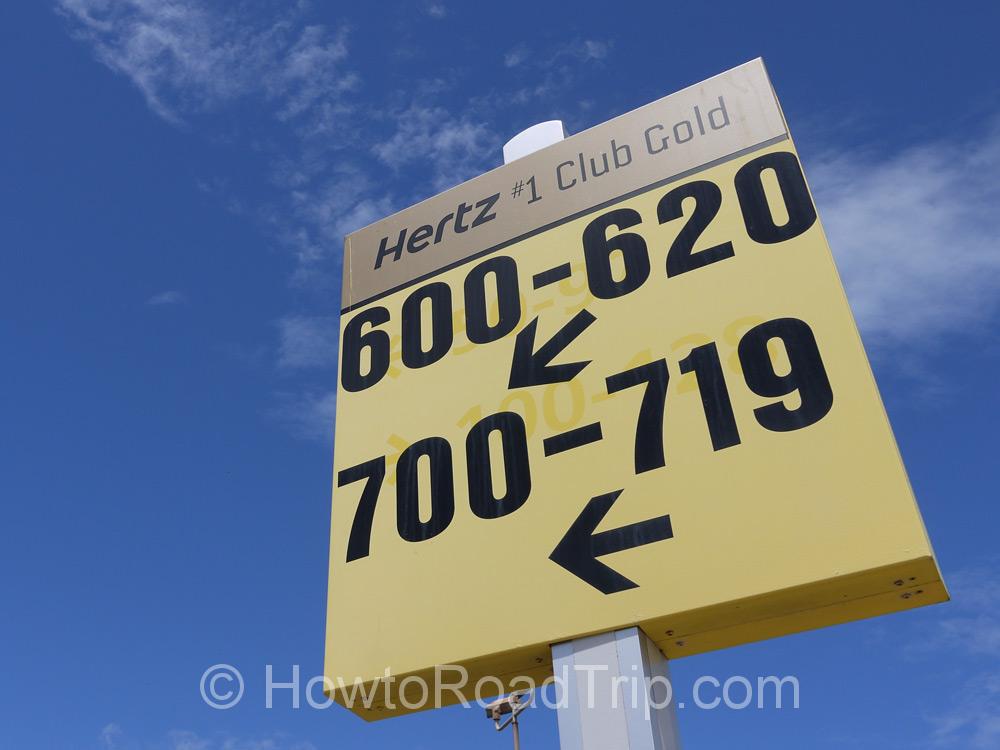 Hertz #1 Club Gold
600-620
700-719
© HowtoRoadTrip.com